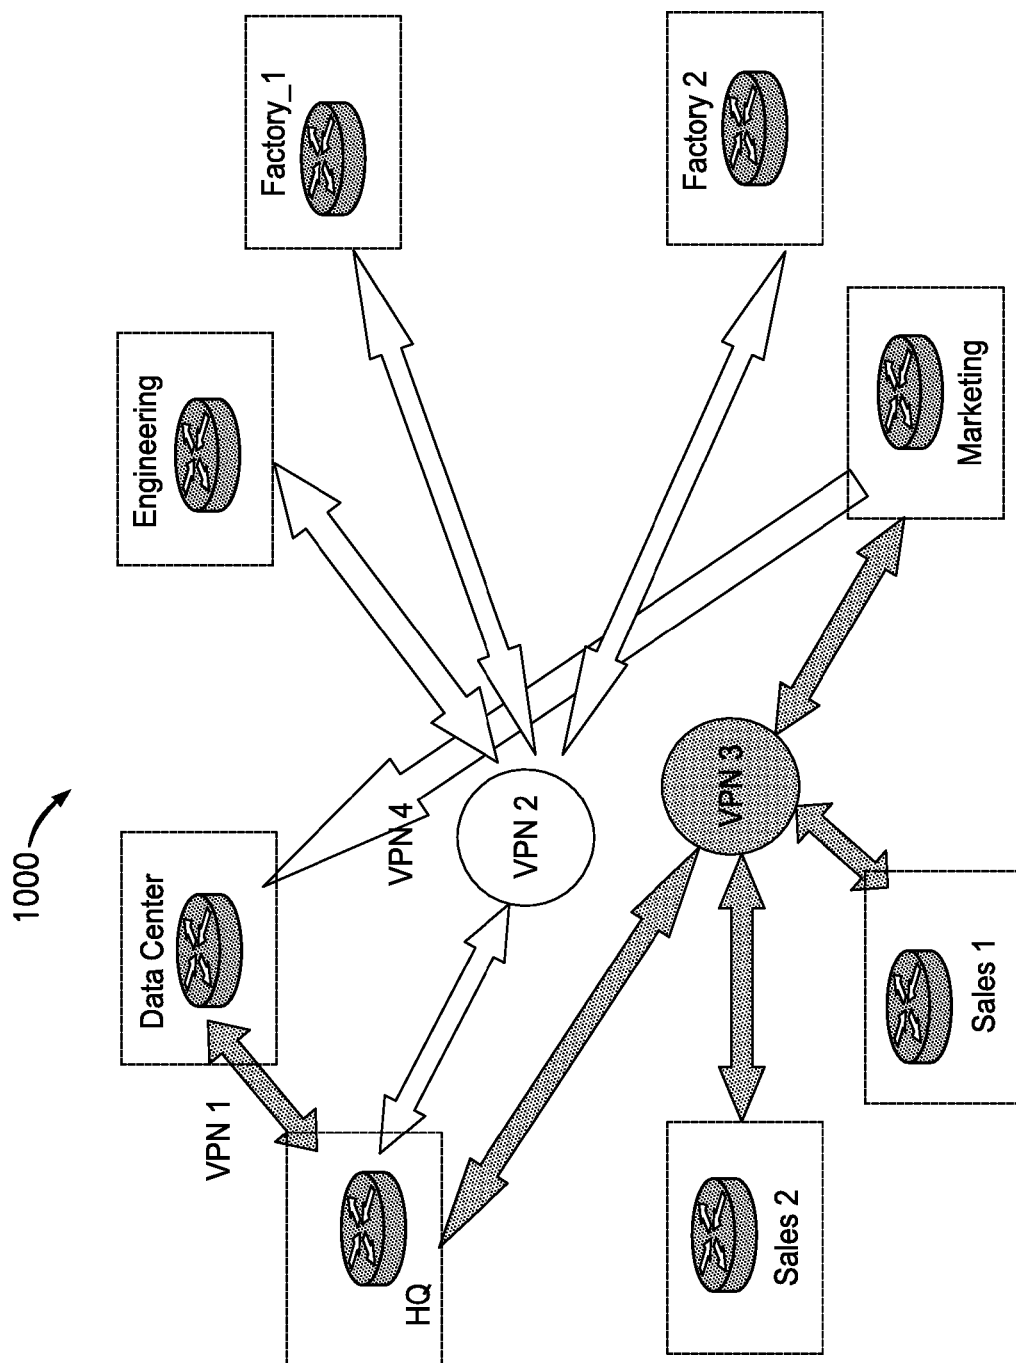 1000
Data Center
Engineering
Factory_1
VPN 1
VPN 4
HQ
VPN 2
VPN 3
Factory 2
Sales 2
Sales 1
Marketing